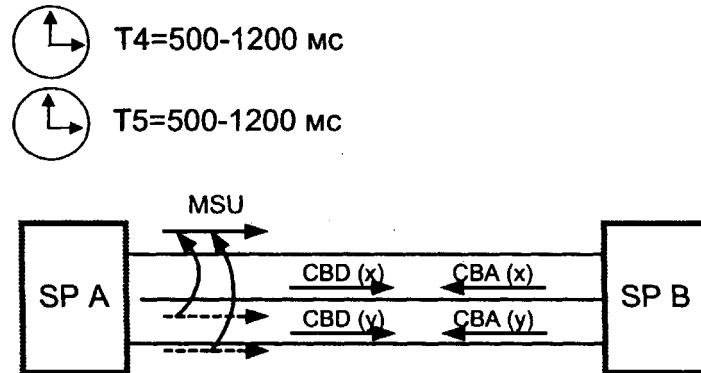 T4=500-1200 мс
T5=500-1200 мс
MSU
SP A
CBD (x) CBA (x)
CBD (y) CBA (y)
SP B